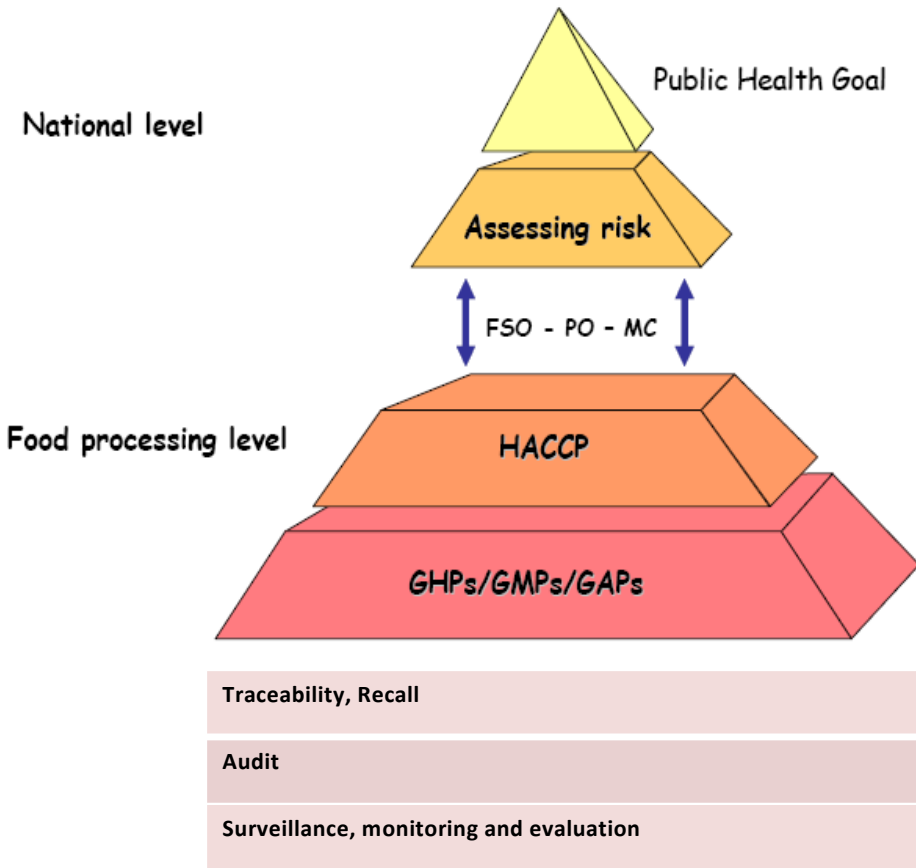 Public Health Goal
National level
Assessing risk
FSO - PO - MC
Food processing level
HACCP
GHPs/GMPs/GAPs
Traceability, Recall
Audit
Surveillance, monitoring and evaluation